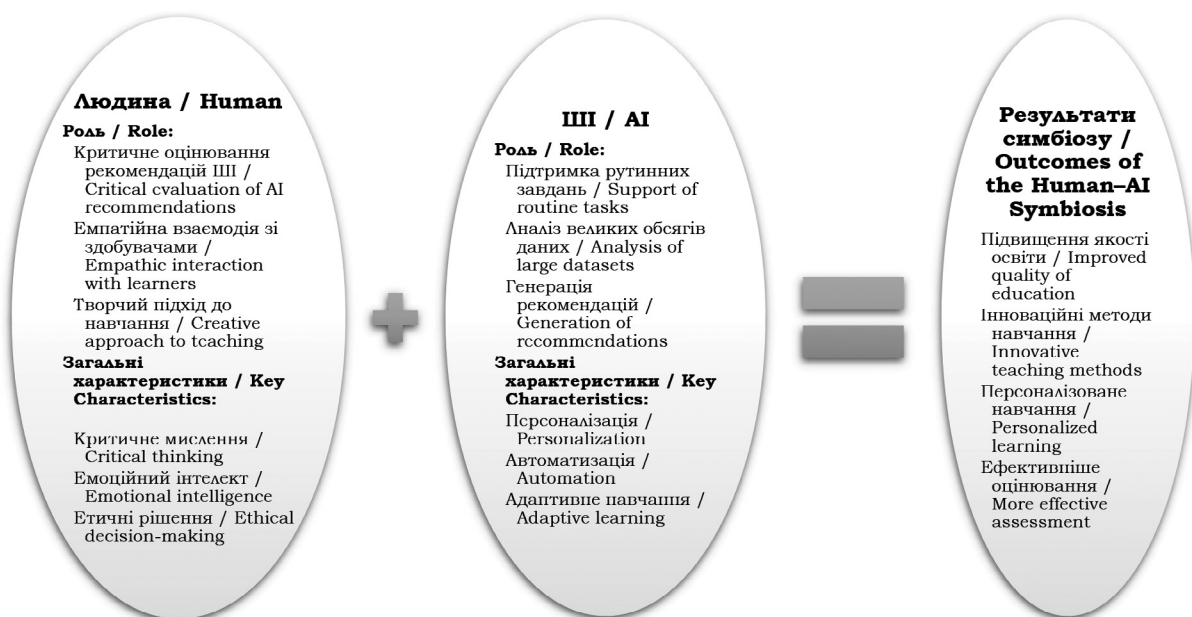 Людина / Human
Роль / Role:
Критичне оцінювання
рекомендацій ШІ /
Critical evaluation of AI
recommendations
Емпатійна взаємодія зі
здобувачами /
Empathic interaction
with learners
Творчий підхід до
навчання / Creative
approach to teaching
Загальні
характеристики / Key
Characteristics:
Критичне мислення /
Critical thinking
Емоційний інтелект /
Emotional intelligence
Етичні рішення / Ethical
decision-making
ШІ / AI
Роль / Role:
Підтримка рутинних
завдань / Support of
routine tasks
Аналіз великих обсягів
даних / Analysis of
large datasets
Генерація
рекомендацій /
Generation of
recommendations
Загальні
характеристики / Key
Characteristics:
Персоналізація /
Personalization
Автоматизація /
Automation
Адаптивне навчання /
Adaptive learning
Результати
симбіозу /
Outcomes of
the Human–AI
Symbiosis
Підвищення якості
освіти / Improved
quality of
education
Інноваційні методи
навчання /
Innovative
teaching methods
Персоналізоване
навчання /
Personalized
learning
Ефективніше
оцінювання /
More effective
assessment